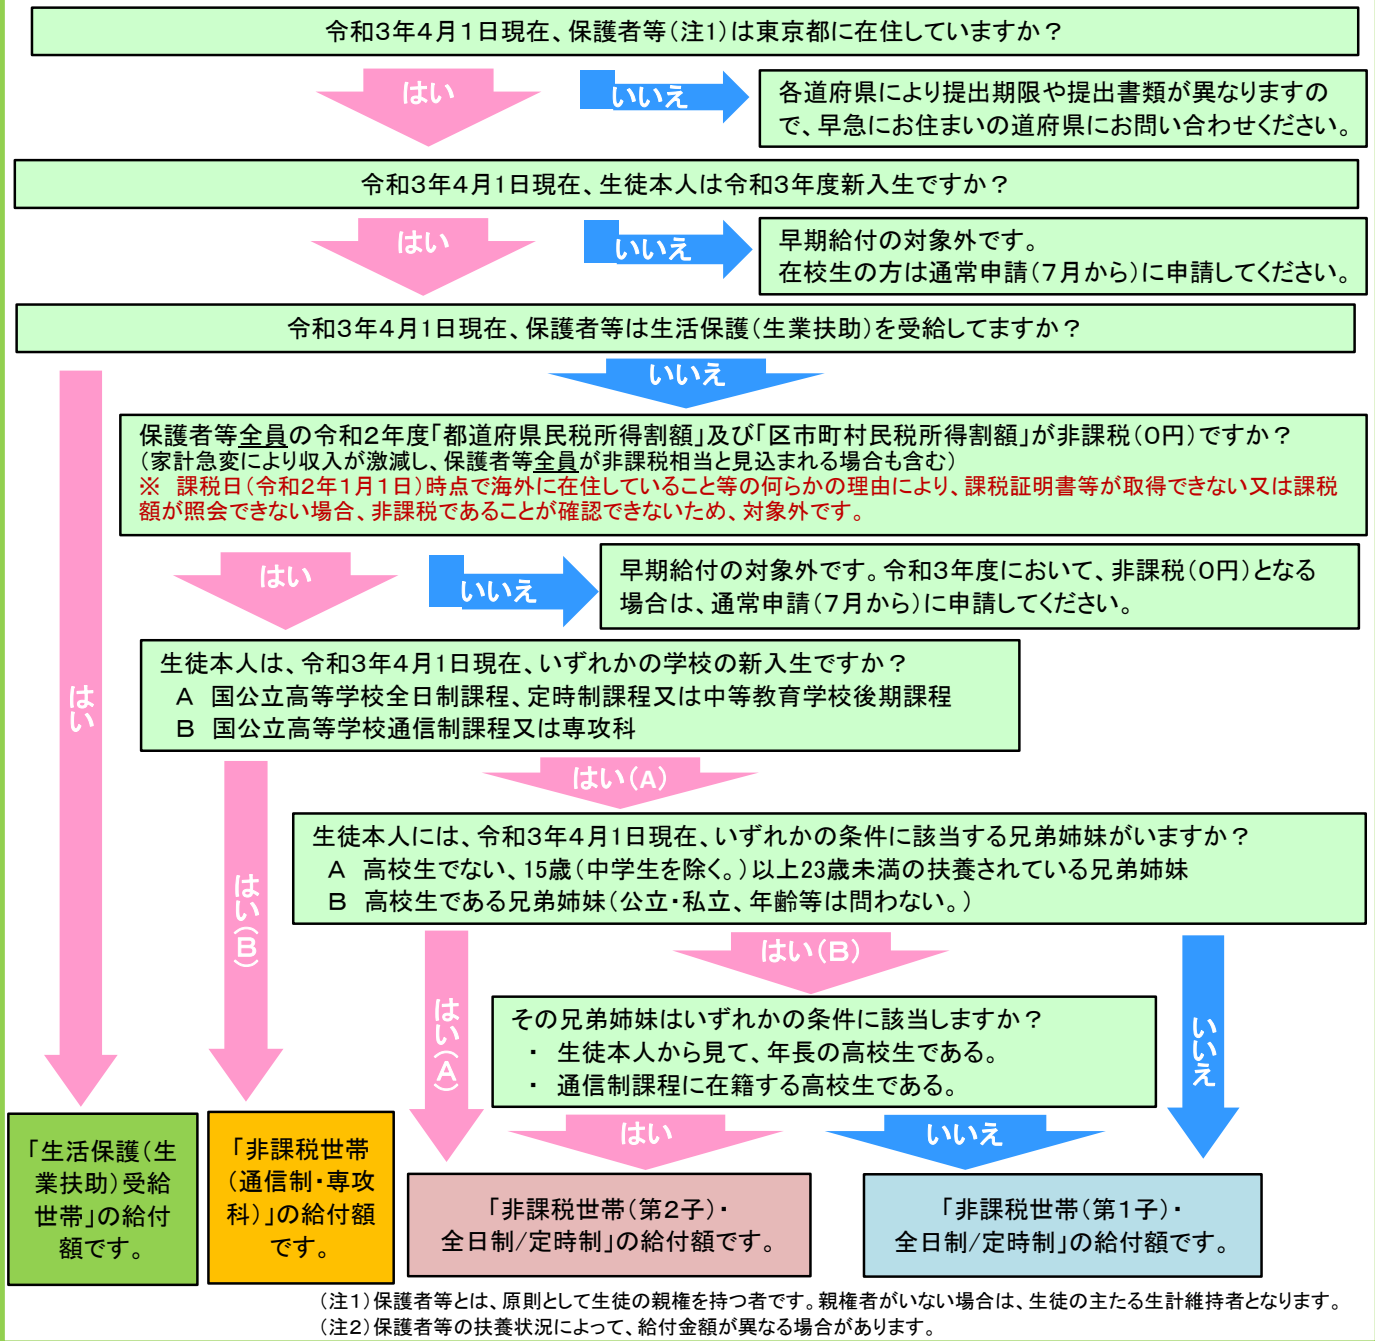 令和3年4月1日現在、保護者等(注1)は東京都に在住していますか?
はい
いいえ
各道府県により提出期限や提出書類が異なりますの
で、早急にお住まいの道府県にお問い合わせください。
令和3年4月1日現在、生徒本人は令和3年度新入生ですか?
はい
いいえ
早期給付の対象外です。
在校生の方は通常申請(7月から)に申請してください。
令和3年4月1日現在、保護者等は生活保護(生業扶助)を受給してますか?
いいえ
保護者等全員の令和2年度「都道府県民税所得割額」及び「区市町村民税所得割額」が非課税(0円)ですか?
(家計急変により収入が激減し、保護者等全員が非課税相当と見込まれる場合も含む)
※ 課税日(令和2年1月1日)時点で海外に在住していること等の何らかの理由により、課税証明書等が取得できない又は課税
額が照会できない場合、非課税であることが確認できないため、対象外です。
はい
いいえ
早期給付の対象外です。令和3年度において、非課税(0円)となる
場合は、通常申請(7月から)に申請してください。
はい
生徒本人は、令和3年4月1日現在、いずれかの学校の新入生ですか?
A 国公立高等学校全日制課程、定時制課程又は中等教育学校後期課程
B 国公立高等学校通信制課程又は専攻科
はい(A)
はい(B)
生徒本人には、令和3年4月1日現在、いずれかの条件に該当する兄弟姉妹がいますか?
A 高校生でない、15歳(中学生を除く。)以上23歳未満の扶養されている兄弟姉妹
B 高校生である兄弟姉妹(公立・私立、年齢等は問わない。)
はい(A)
はい(B)
いいえ
その兄弟姉妹はいずれかの条件に該当しますか?
・ 生徒本人から見て、年長の高校生である。
・ 通信制課程に在籍する高校生である。
はい
いいえ
「生活保護(生
業扶助)受給
世帯」の給付
額です。
「非課税世帯
(通信制・専攻
科)」の給付額
です。
「非課税世帯(第2子)・
全日制/定時制」の給付額です。
「非課税世帯(第1子)・
全日制/定時制」の給付額です。
(注1)保護者等とは、原則として生徒の親権を持つ者です。親権者がいない場合は、生徒の主たる生計維持者となります。
(注2)保護者等の扶養状況によって、給付金額が異なる場合があります。